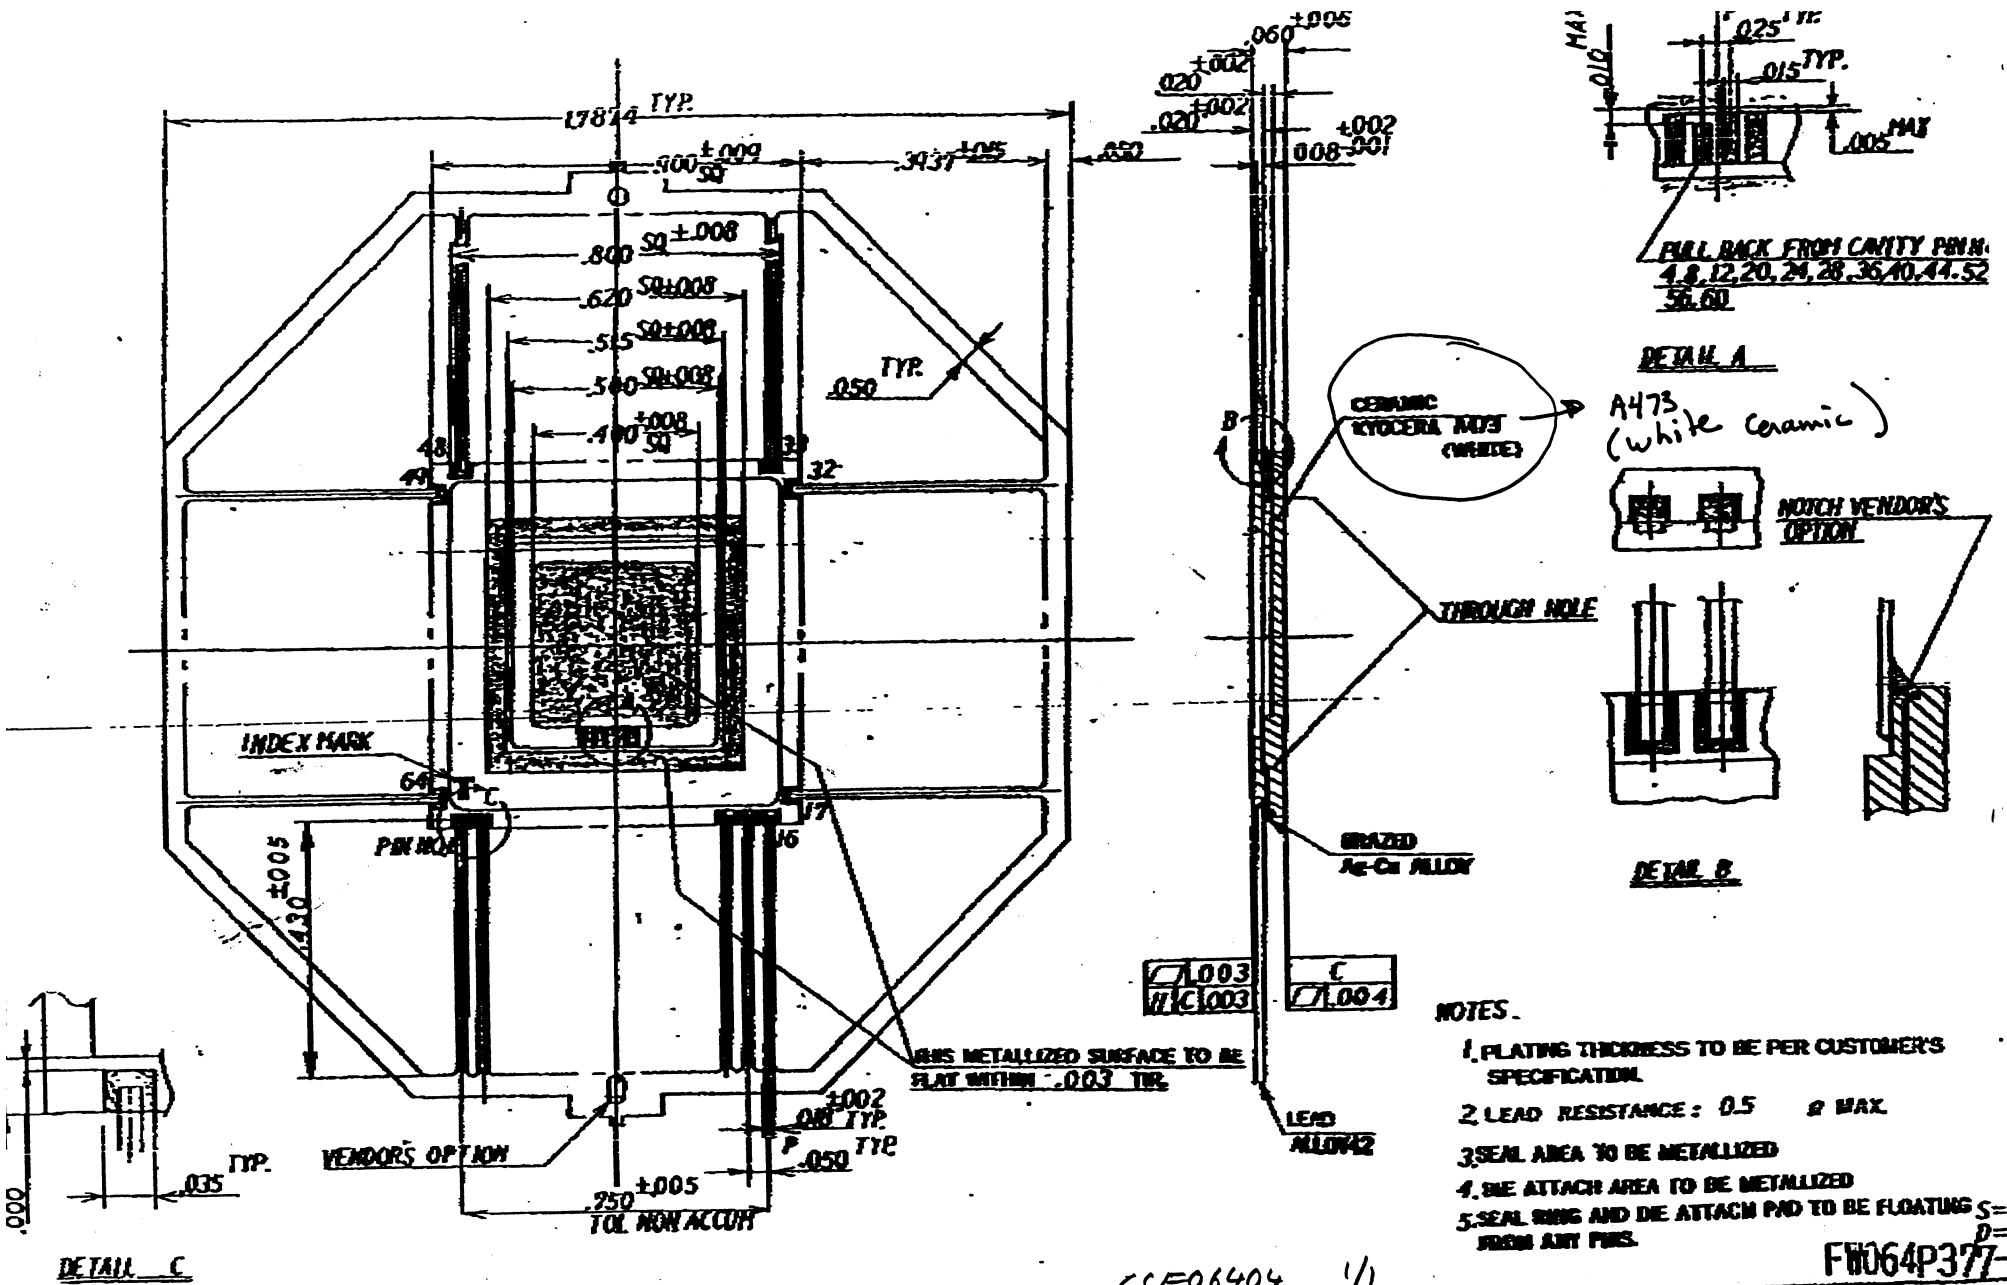 1.7874 TYP.
.900 ±.009 SQ
.3937 ±.015
.050
.800 SQ ±.008
.620 SQ±.008
.515 SQ±.008
.500 SQ±.008
.400 ±.008 SQ
.050 TYP.
48
49
33
32
INDEX MARK
64
C
PIN NO.1
17
16
.430 ±.005
VENDOR'S OPTION
THIS METALLIZED SURFACE TO BE
FLAT WITHIN .003 TIR.
.018 ±.002 TYP.
P .050 TYP.
.750 ±.005
TOL NON ACCUM
.035 TYP.
.000
DETAIL C
.060 ±.006
.020 ±.002
.020 ±.002
.008 +.002 -.001
B
CERAMIC
KYOCERA A473
(WHITE)
A473
(white ceramic)
THROUGH HOLE
BRAZED
Ag-Cu ALLOY
.003
C
// C .003
.004
LEAD
ALLOY42
.010 MAX
.025 TYP.
.015 TYP.
.005 MAX
PULL BACK FROM CAVITY PIN
4.8.12,20,24,28,36,40,44.52
56.60
DETAIL A
NOTCH VENDOR'S
OPTION
DETAIL B
NOTES.
1. PLATING THICKNESS TO BE PER CUSTOMER'S
SPECIFICATION.
2. LEAD RESISTANCE: 0.5 Ω MAX.
3. SEAL AREA TO BE METALLIZED
4. DIE ATTACH AREA TO BE METALLIZED
5. SEAL RING AND DIE ATTACH PAD TO BE FLOATING
FROM ANY PINS.
S=
D=
FW064P377-
1/1